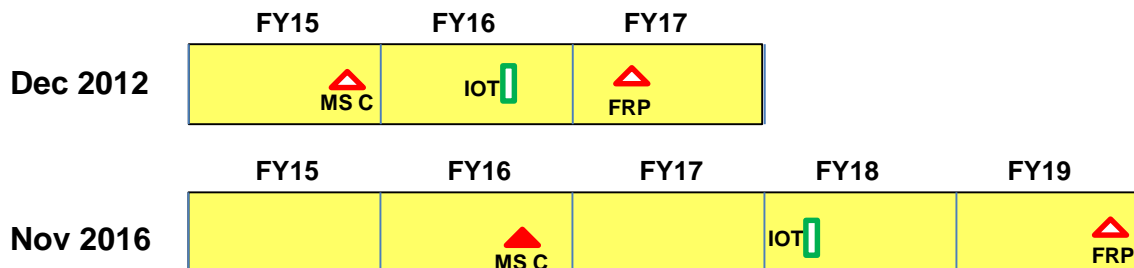 FY15 FY16 FY17
Dec 2012
MS C
IOT
FRP
FY15 FY16 FY17 FY18 FY19
Nov 2016
MS C
IOT
FRP